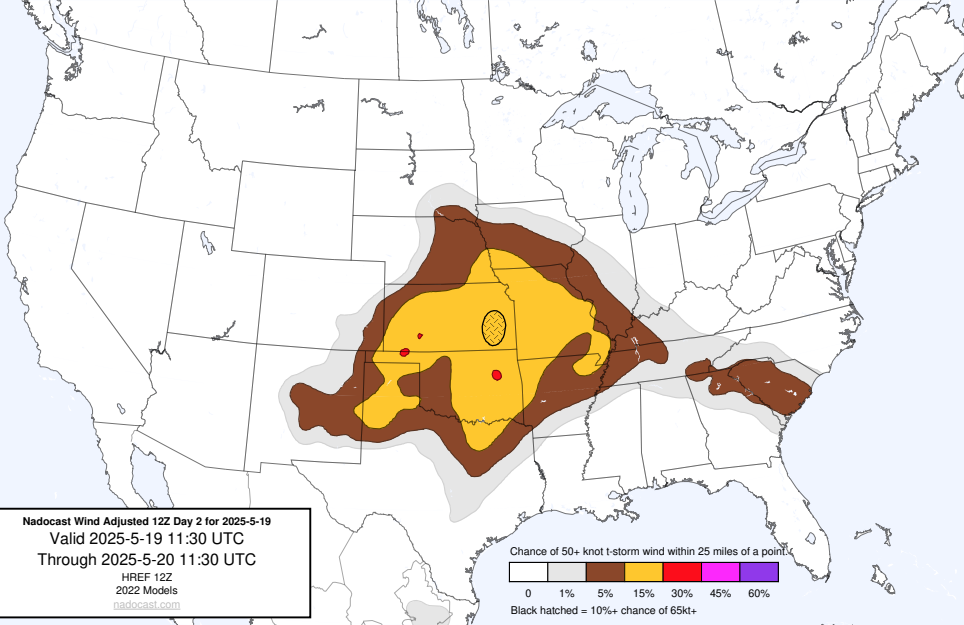 Nadocast Wind Adjusted 12Z Day 2 for 2025-5-19
Valid 2025-5-19 11:30 UTC
Through 2025-5-20 11:30 UTC
HREF 12Z
2022 Models
nadocast.com
Chance of 50+ knot t-storm wind within 25 miles of a point.
0 1% 5% 15% 30% 45% 60%
Black hatched = 10%+ chance of 65kt+